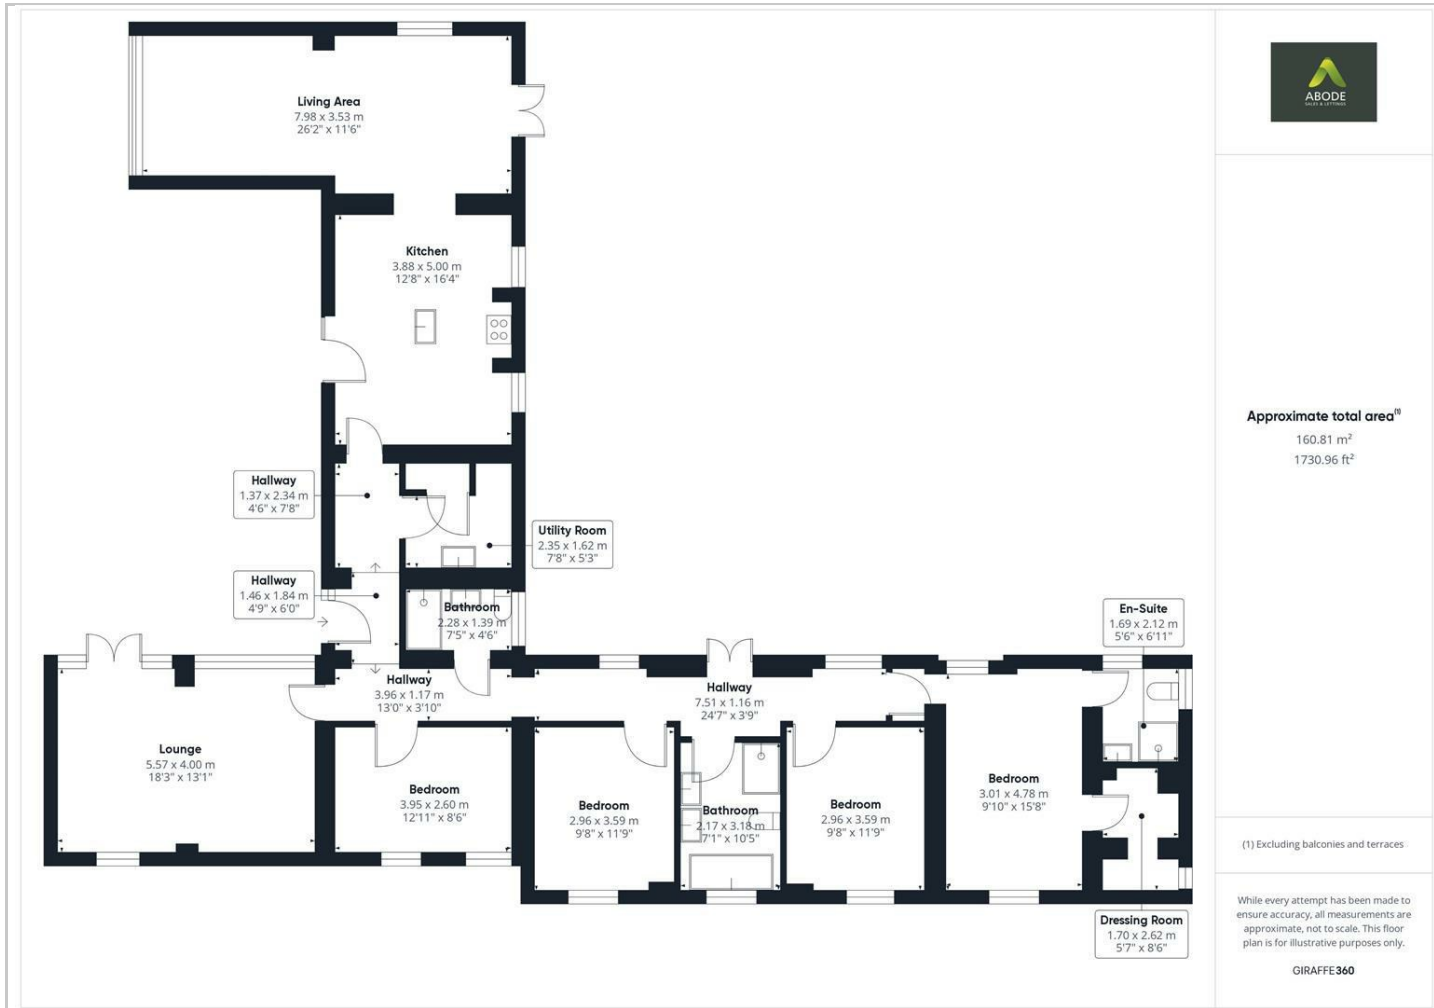 Living Area
7.98 x 3.53 m
26'2" x 11'6"
Kitchen
3.88 x 5.00 m
12'8" x 16'4"
Hallway
1.37 x 2.34 m
4'6" x 7'8"
Utility Room
2.35 x 1.62 m
7'8" x 5'3"
Hallway
1.46 x 1.84 m
4'9" x 6'0"
Bathroom
2.28 x 1.39 m
7'5" x 4'6"
En-Suite
1.69 x 2.12 m
5'6" x 6'11"
Hallway
3.96 x 1.17 m
13'0" x 3'10"
Hallway
7.51 x 1.16 m
24'7" x 3'9"
Lounge
5.57 x 4.00 m
18'3" x 13'1"
Bedroom
3.95 x 2.60 m
12'11" x 8'6"
Bedroom
2.96 x 3.59 m
9'8" x 11'9"
Bathroom
2.17 x 3.18 m
7'1" x 10'5"
Bedroom
2.96 x 3.59 m
9'8" x 11'9"
Bedroom
3.01 x 4.78 m
9'10" x 15'8"
Dressing Room
1.70 x 2.62 m
5'7" x 8'6"
ABODE
SALES & LETTINGS
Approximate total area(1)
160.81 m²
1730.96 ft²
(1) Excluding balconies and terraces
While every attempt has been made to
ensure accuracy, all measurements are
approximate, not to scale. This floor
plan is for illustrative purposes only.
GIRAFFE360